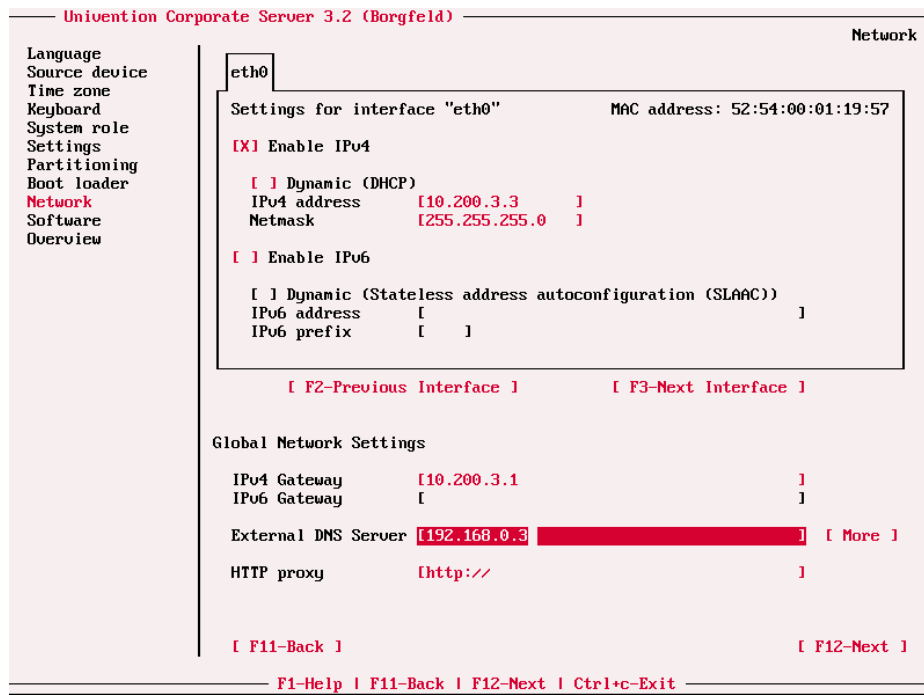 Univention Corporate Server 3.2 (Borgfeld)
Network
Language
Source device
Time zone
Keyboard
System role
Settings
Partitioning
Boot loader
Network
Software
Overview
eth0
Settings for interface "eth0" MAC address: 52:54:00:01:19:57
[X] Enable IPv4
[ ] Dynamic (DHCP)
IPv4 address [10.200.3.3 ]
Netmask [255.255.255.0 ]
[ ] Enable IPv6
[ ] Dynamic (Stateless address autoconfiguration (SLAAC))
IPv6 address [ ]
IPv6 prefix [ ]
[ F2-Previous Interface ] [ F3-Next Interface ]
Global Network Settings
IPv4 Gateway [10.200.3.1 ]
IPv6 Gateway [ ]
External DNS Server [192.168.0.3 ] [ More ]
HTTP proxy [http:// ]
[ F11-Back ] [ F12-Next ]
F1-Help | F11-Back | F12-Next | Ctrl+c-Exit